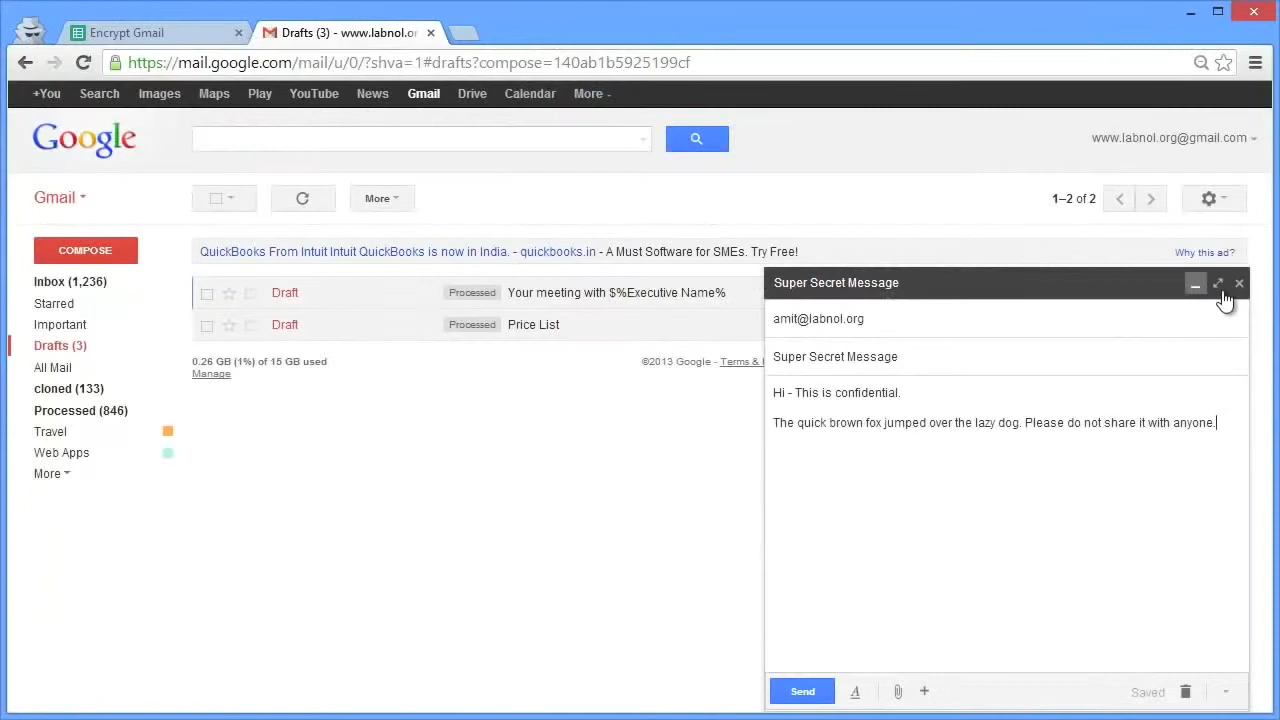 Encrypt Gmail
Drafts (3) - www.labnol.or
https://mail.google.com/mail/u/0/?shva=1#drafts?compose=140ab1b5925199cf
+You Search Images Maps Play YouTube News Gmail Drive Calendar More
Google
www.labnol.org@gmail.com
Gmail
More
1–2 of 2
COMPOSE
QuickBooks From Intuit Intuit QuickBooks is now in India. - quickbooks.in - A Must Software for SMEs. Try Free!
Why this ad?
Inbox (1,236)
Starred
Important
Drafts (3)
All Mail
cloned (133)
Processed (846)
Travel
Web Apps
More
Draft Processed Your meeting with $%Executive Name%
Draft Processed Price List
0.26 GB (1%) of 15 GB used
Manage
©2013 Google - Terms &
Super Secret Message
amit@labnol.org
Super Secret Message
Hi - This is confidential.
The quick brown fox jumped over the lazy dog. Please do not share it with anyone.
Send
Saved